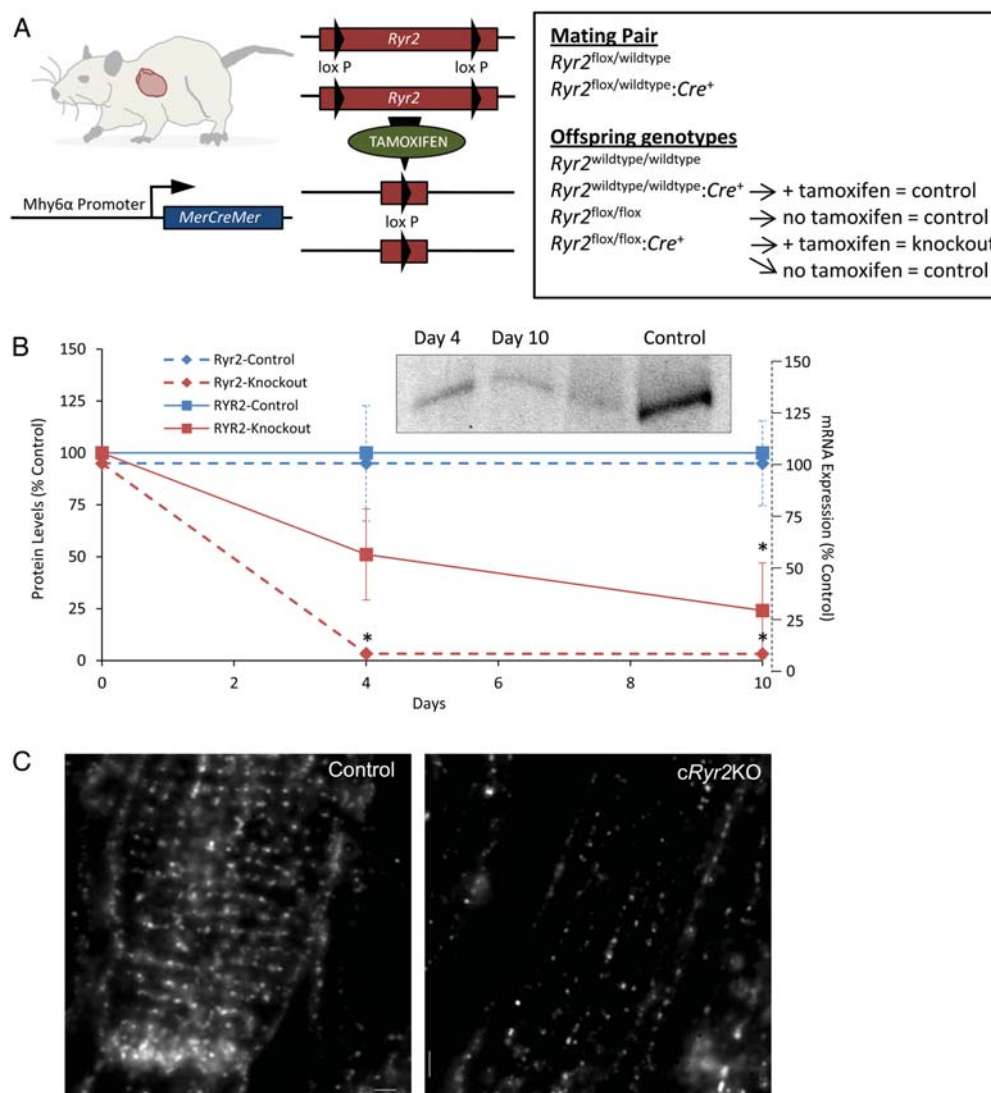 A
Ryr2
lox P
Ryr2
TAMOXIFEN
lox P
Mhy6α Promoter
MerCreMer
Mating Pair
Ryr2flox/wildtype
Ryr2flox/wildtype:Cre+
Offspring genotypes
Ryr2wildtype/wildtype
Ryr2wildtype/wildtype:Cre+ → + tamoxifen = control
Ryr2flox/flox → no tamoxifen = control
Ryr2flox/flox:Cre+ → + tamoxifen = knockout
↘ no tamoxifen = control
B
Ryr2-Control
Ryr2-Knockout
RYR2-Control
RYR2-Knockout
Day 4 Day 10 Control
Protein Levels (% Control)
150
125
100
75
50
25
0
0 2 4 6 8 10
Days
150
125
100
75
50
25
0
mRNA Expression (% Control)
*
*
*
C
Control
cRyr2KO